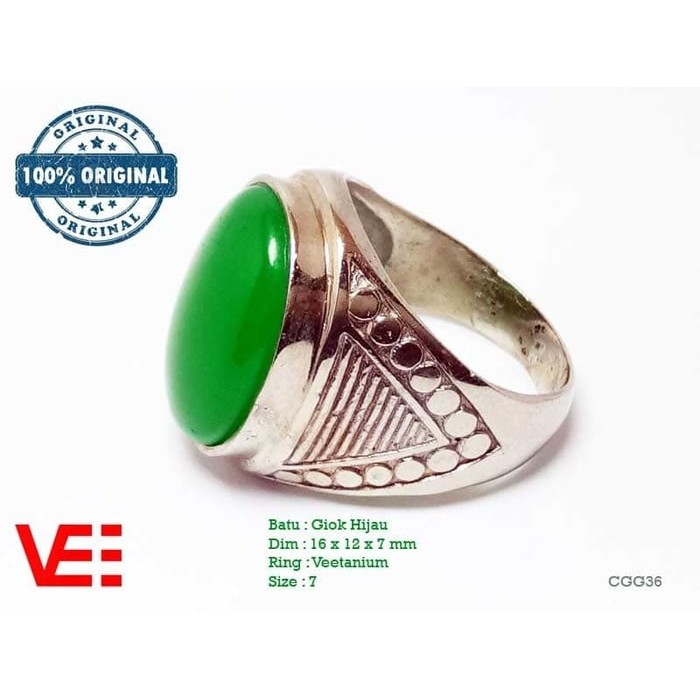 ORIGINAL
100% ORIGINAL
ORIGINAL
VEE
Batu : Giok Hijau
Dim : 16 x 12 x 7 mm
Ring : Veetanium
Size : 7
CGG36